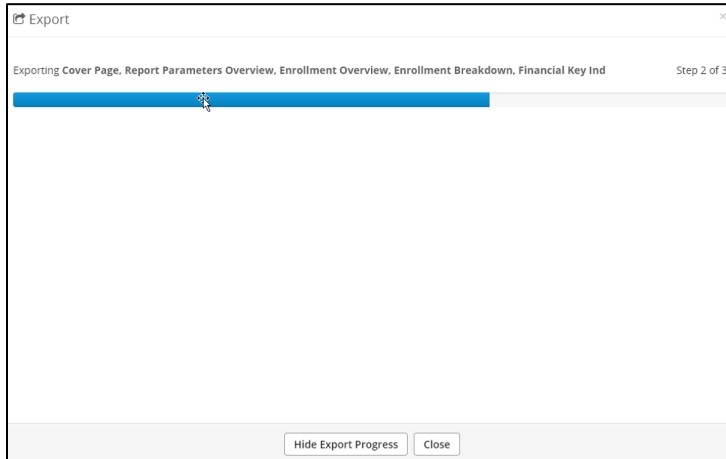 Export
Exporting Cover Page, Report Parameters Overview, Enrollment Overview, Enrollment Breakdown, Financial Key Ind
Step 2 of 3
Hide Export Progress
Close